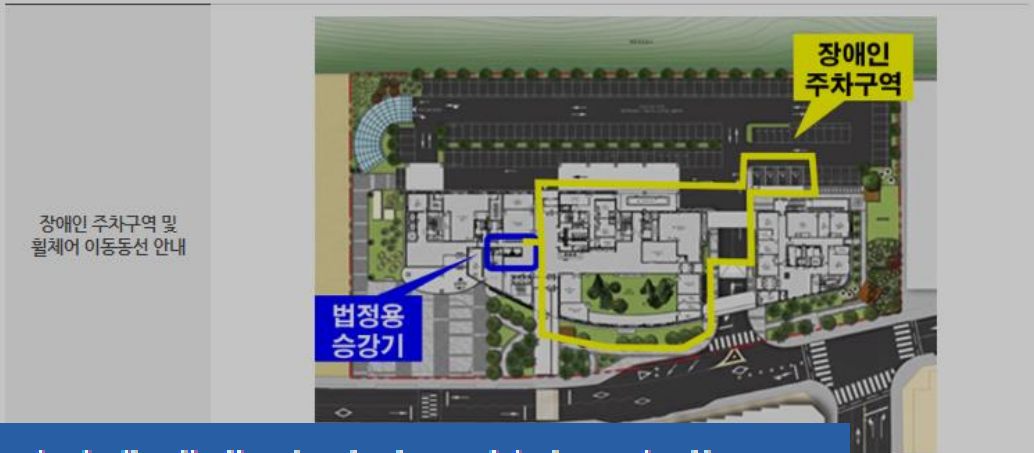 장애인
주차구역
장애인 주차구역 및
휠체어 이동동선 안내
법정용
승강기